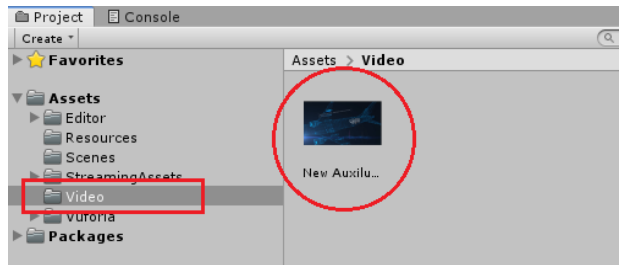 Project Console
Create
Favorites
Assets > Video
Assets
Editor
Resources
Scenes
StreamingAssets
Video
New Auxilu...
Vuforia
Packages